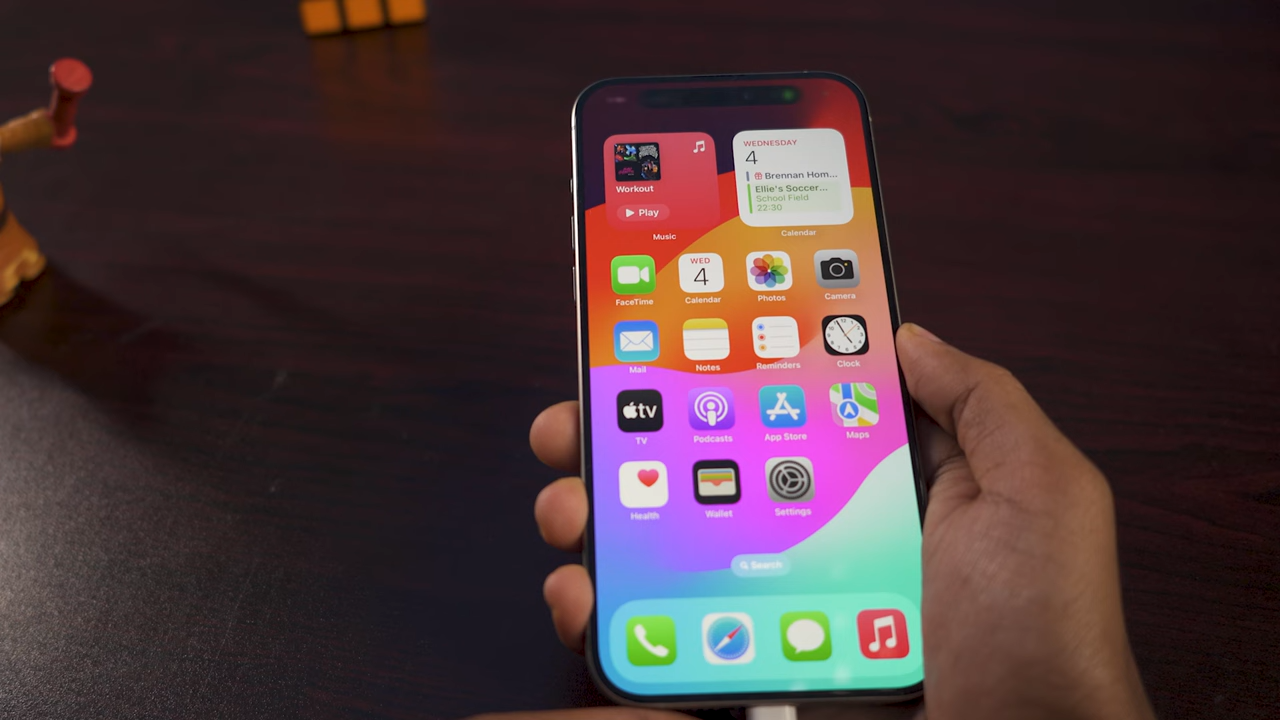 Workout
Play
Music
WEDNESDAY
4
Brennan Hom...
Ellie's Soccer...
School Field
22:30
Calendar
FaceTime
WED
4
Calendar
Photos
Camera
Mail
Notes
Reminders
Clock
tv
TV
Podcasts
App Store
Maps
Health
Wallet
Settings
Search